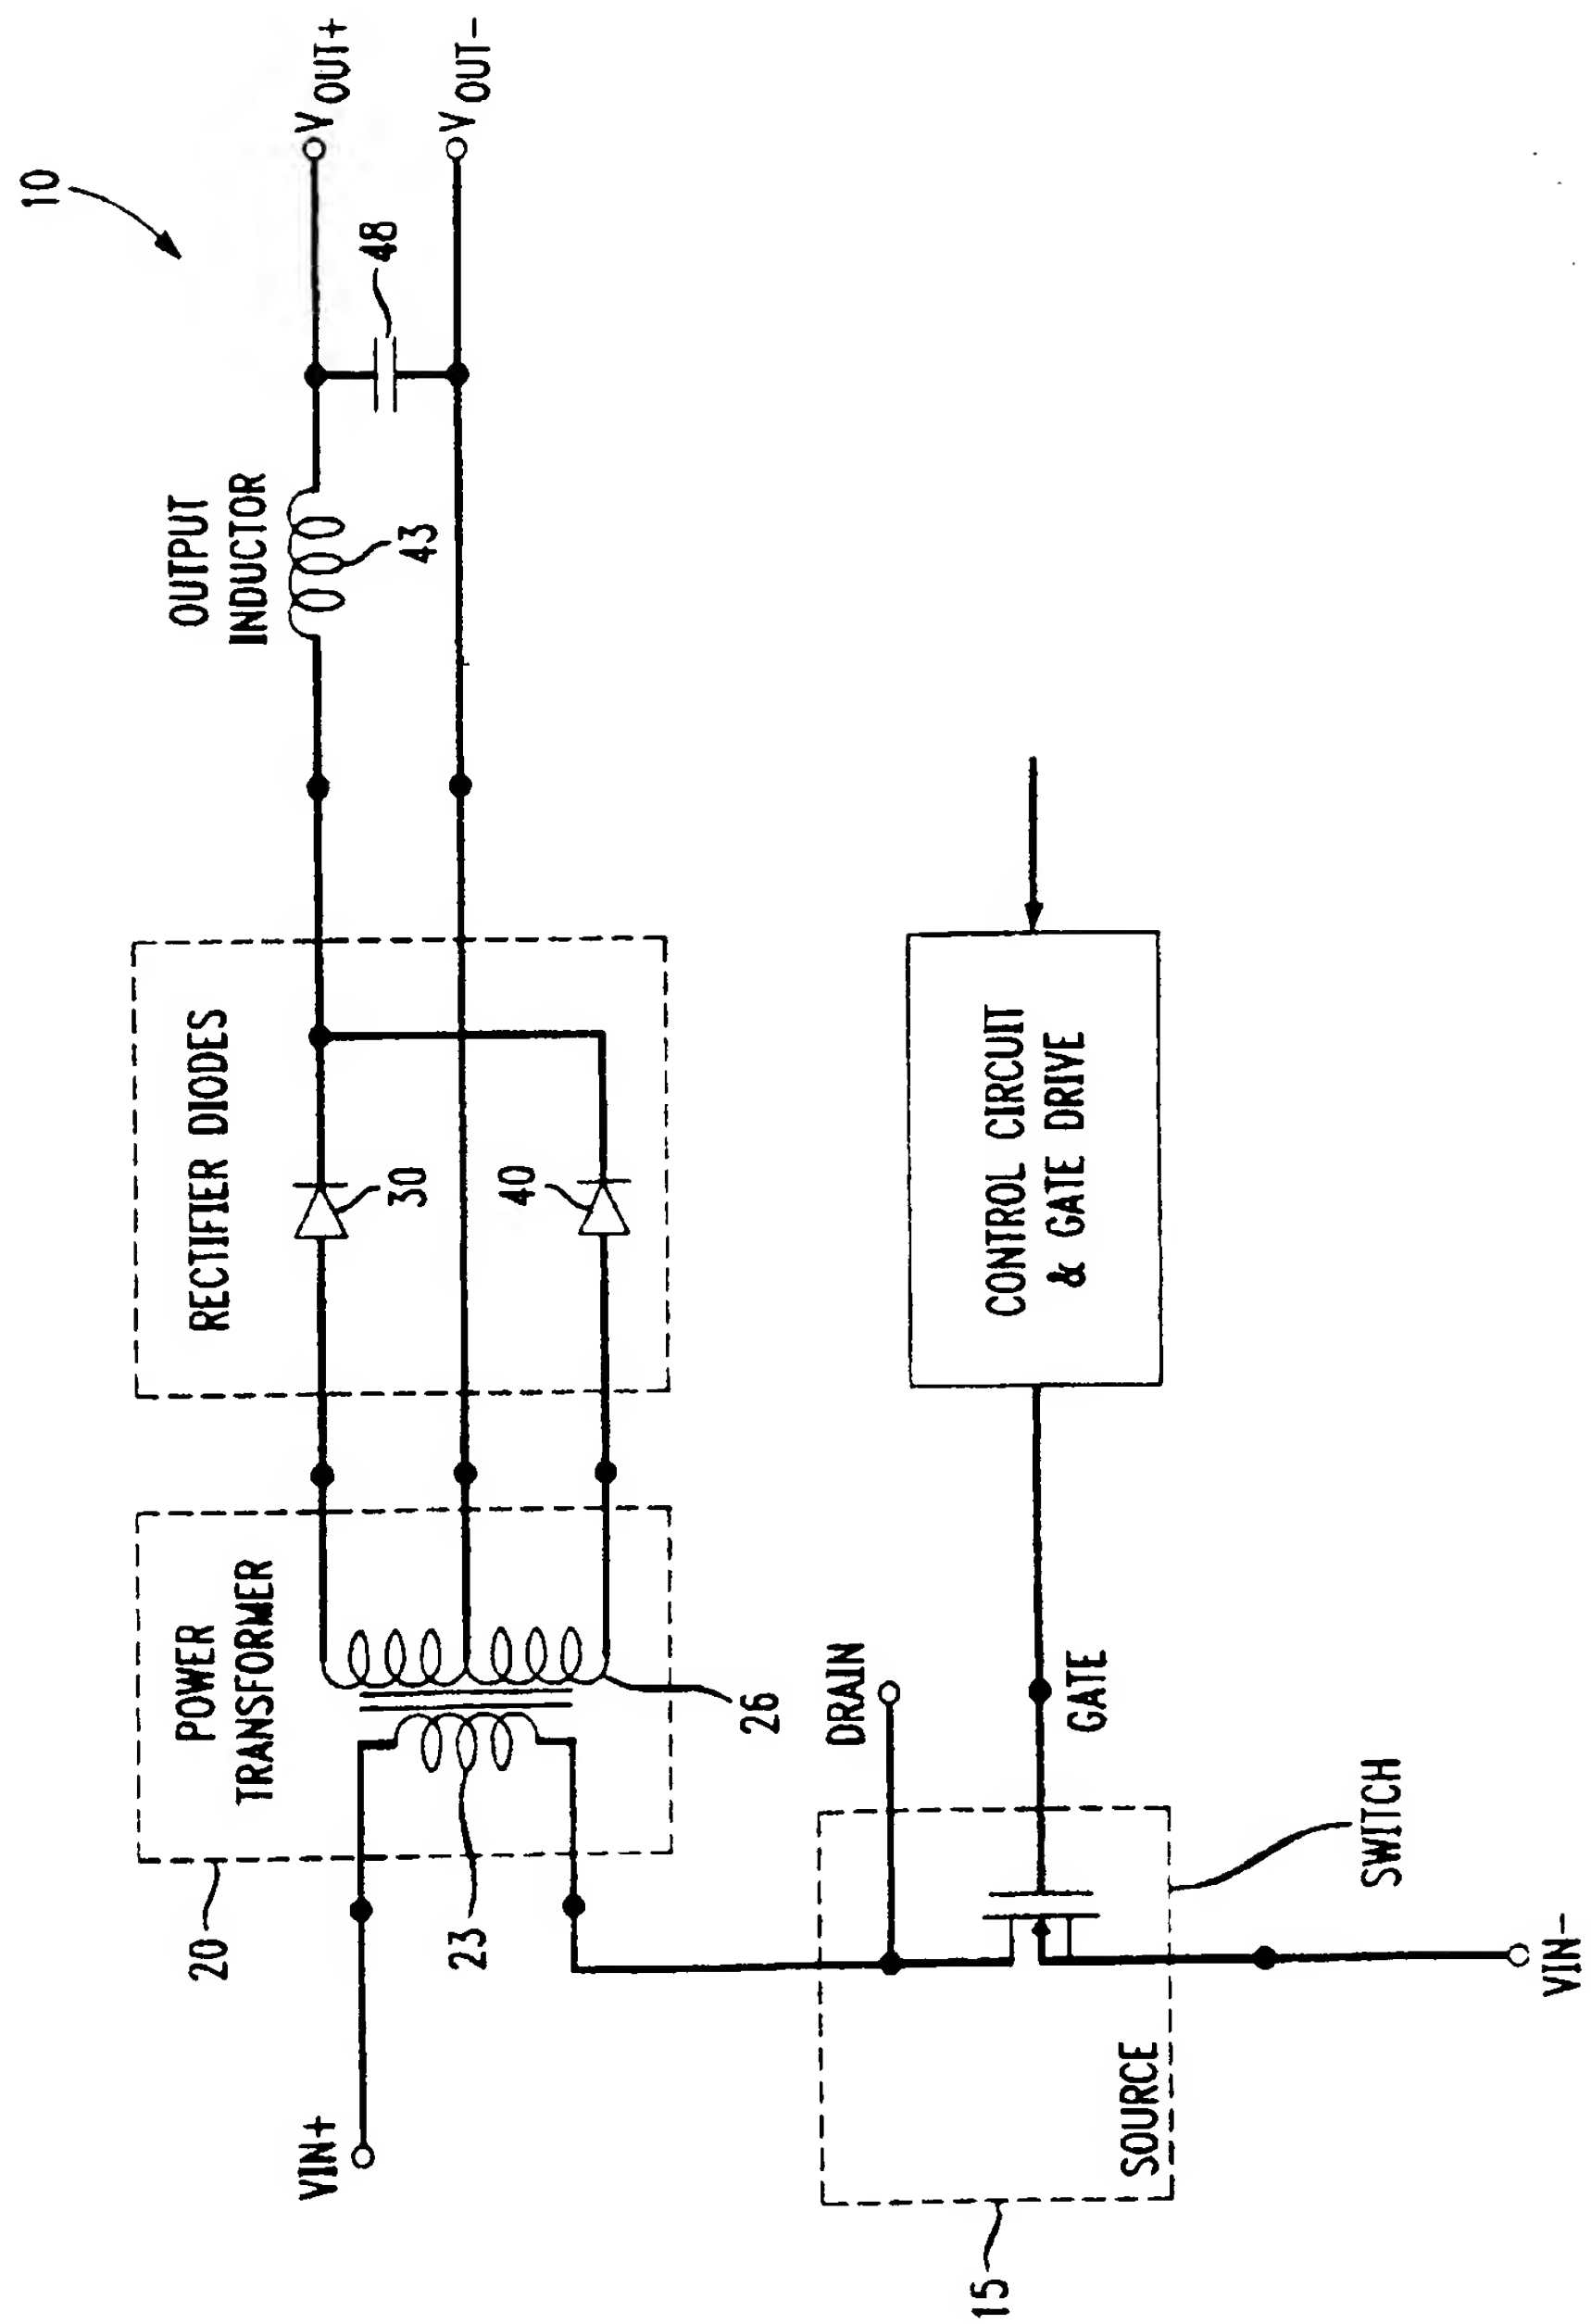 10
POWER
TRANSFORMER
RECTIFIER DIODES
OUTPUT
INDUCTOR
VOUT+
VOUT-
20
VIN+
23
26
30
40
43
48
DRAIN
GATE
CONTROL CIRCUIT
& GATE DRIVE
SOURCE
15
SWITCH
VIN-